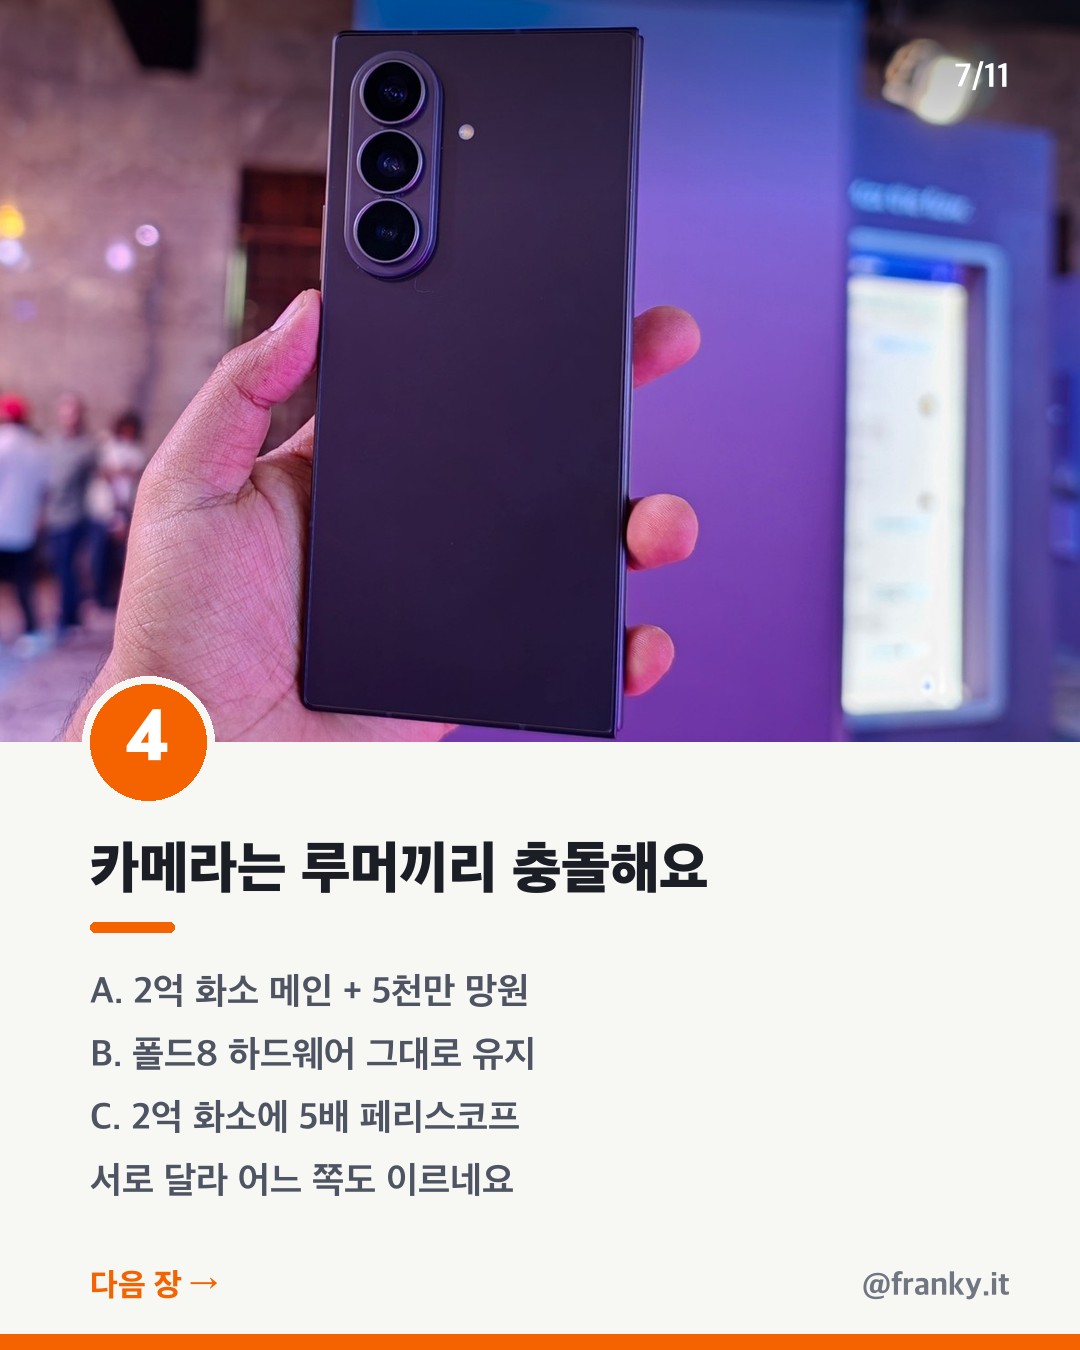 7/11
4
카메라는 루머끼리 충돌해요
A. 2억 화소 메인 + 5천만 망원
B. 폴드8 하드웨어 그대로 유지
C. 2억 화소에 5배 페리스코프
서로 달라 어느 쪽도 이르네요
다음 장 →
@franky.it